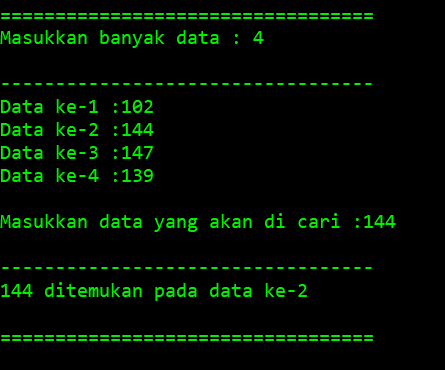 ==================================
Masukkan banyak data : 4
----------------------------------
Data ke-1 :102
Data ke-2 :144
Data ke-3 :147
Data ke-4 :139
Masukkan data yang akan di cari :144
----------------------------------
144 ditemukan pada data ke-2
==================================